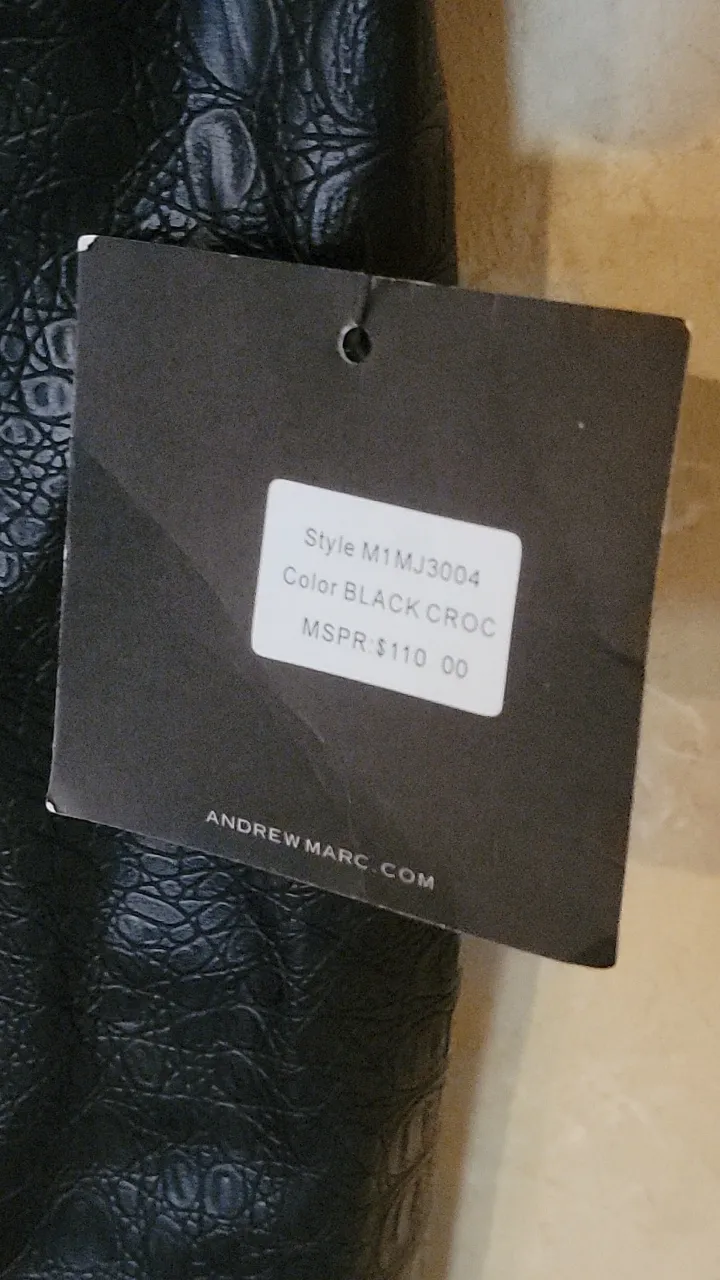 Style M1MJ3004
Color BLACK CROC
MSPR:$110 00
ANDREWMARC.COM